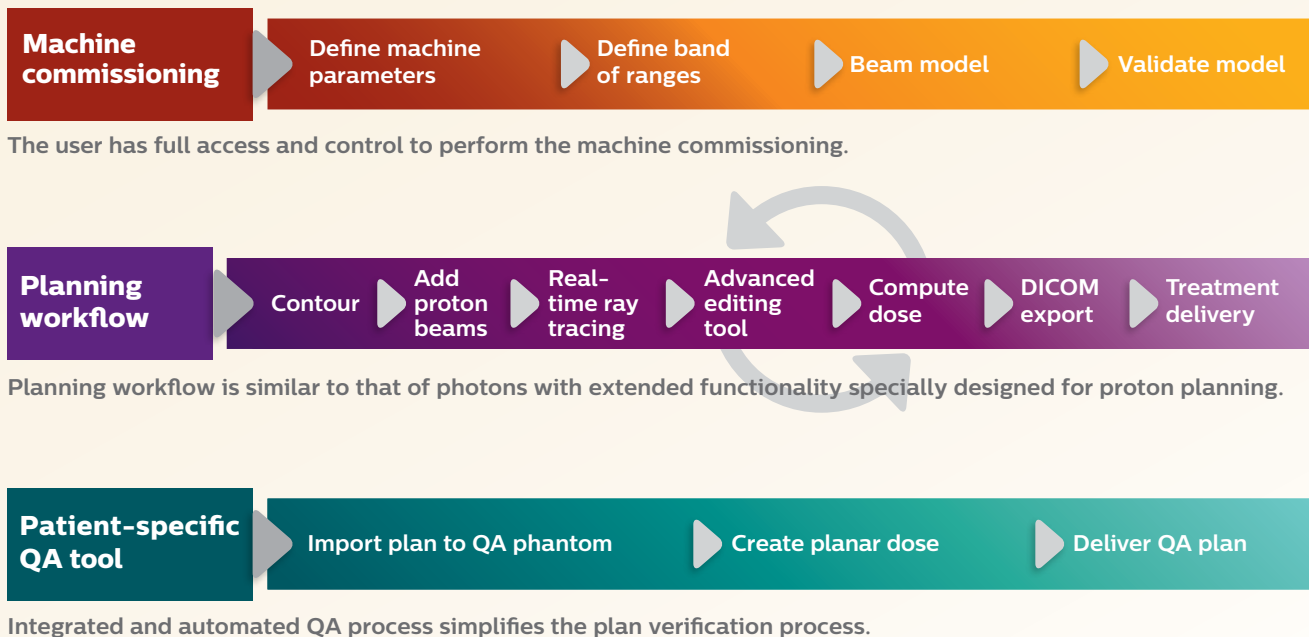 Machine
commissioning
Define machine
parameters
Define band
of ranges
Beam model
Validate model
The user has full access and control to perform the machine commissioning.
Planning
workflow
Contour
Add
proton
beams
Real-
time ray
tracing
Advanced
editing
tool
Compute
dose
DICOM
export
Treatment
delivery
Planning workflow is similar to that of photons with extended functionality specially designed for proton planning.
Patient-specific
QA tool
Import plan to QA phantom
Create planar dose
Deliver QA plan
Integrated and automated QA process simplifies the plan verification process.